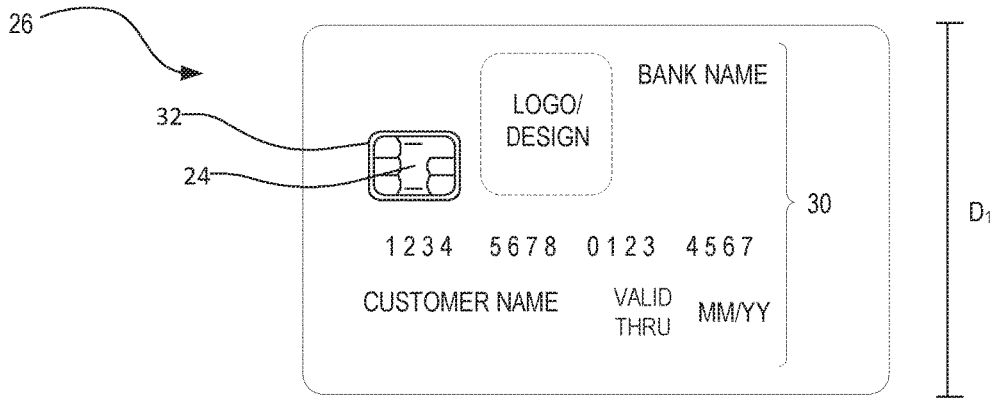 26
BANK NAME
LOGO/
DESIGN
32
24
30
D₁
1234 5678 0123 4567
CUSTOMER NAME
VALID
THRU
MM/YY